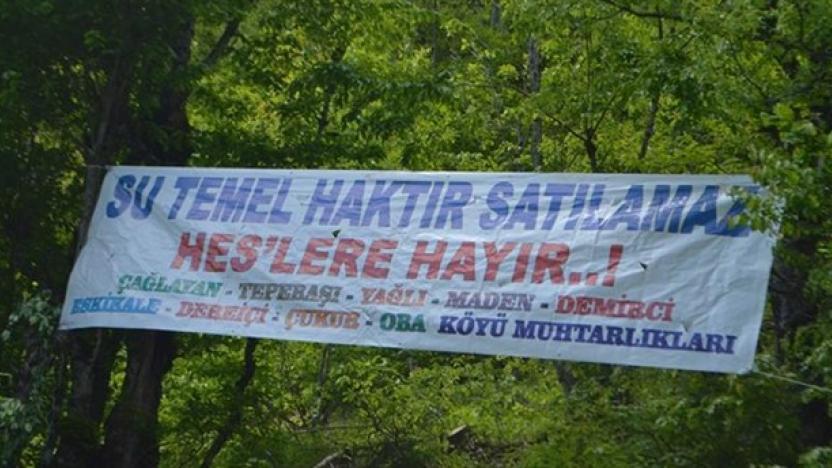 SU TEMEL HAKTIR SATILAMAZ
HES'LERE HAYIR..!
ÇAĞLAYAN - TEPEBAŞI - YAĞLI - MADEN - DEMİRCİ
ESKİKALE - DEREİÇİ - ÇUKUR - OBA KÖYÜ MUHTARLIKLARI